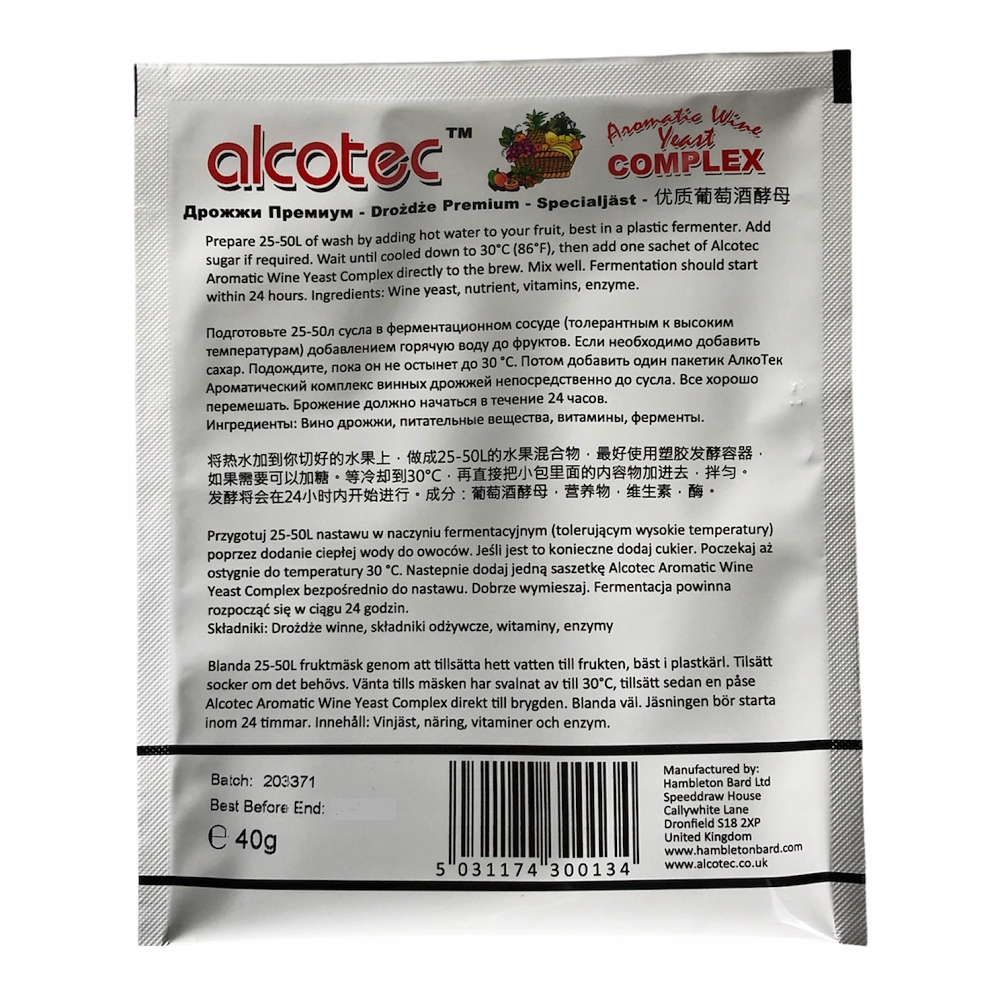 alcotec™
Aromatic Wine
Yeast
COMPLEX
Дрожжи Премиум - Drożdże Premium - Specialjäst - 优质葡萄酒酵母
Prepare 25-50L of wash by adding hot water to your fruit, best in a plastic fermenter. Add
sugar if required. Wait until cooled down to 30°C (86°F), then add one sachet of Alcotec
Aromatic Wine Yeast Complex directly to the brew. Mix well. Fermentation should start
within 24 hours. Ingredients: Wine yeast, nutrient, vitamins, enzyme.
Подготовьте 25-50л сусла в ферментационном сосуде (толерантным к высоким
температурам) добавлением горячую воду до фруктов. Если необходимо добавить
сахар. Подождите, пока он не остынет до 30 °C. Потом добавить один пакетик АлкоТек
Ароматический комплекс винных дрожжей непосредственно до сусла. Все хорошо
перемешать. Брожение должно начаться в течение 24 часов.
Ингредиенты: Вино дрожжи, питательные вещества, витамины, ферменты.
将热水加到你切好的水果上，做成25-50L的水果混合物，最好使用塑胶发酵容器，
如果需要可以加糖。等冷却到30°C，再直接把小包里面的内容物加进去，拌匀。
发酵将会在24小时内开始进行。成分：葡萄酒酵母，营养物，维生素，酶。
Przygotuj 25-50L nastawu w naczyniu fermentacyjnym (tolerującym wysokie temperatury)
poprzez dodanie ciepłej wody do owoców. Jeśli jest to konieczne dodaj cukier. Poczekaj aż
ostygnie do temperatury 30 °C. Nastepnie dodaj jedną saszetkę Alcotec Aromatic Wine
Yeast Complex bezpośrednio do nastawu. Dobrze wymieszaj. Fermentacja powinna
rozpocząć się w ciągu 24 godzin.
Składniki: Drożdże winne, składniki odżywcze, witaminy, enzymy
Blanda 25-50L fruktmäsk genom att tillsätta hett vatten till frukten, bäst i plastkärl. Tilsätt
socker om det behövs. Vänta tills mäsken har svalnat av till 30°C, tillsätt sedan en påse
Alcotec Aromatic Wine Yeast Complex direkt till brygden. Blanda väl. Jäsningen bör starta
inom 24 timmar. Innehåll: Vinjäst, näring, vitaminer och enzym.
Batch: 203371
Best Before End:
℮ 40g
5 031174 300134
Manufactured by:
Hambleton Bard Ltd
Speeddraw House
Callywhite Lane
Dronfield S18 2XP
United Kingdom
www.hambletonbard.com
www.alcotec.co.uk